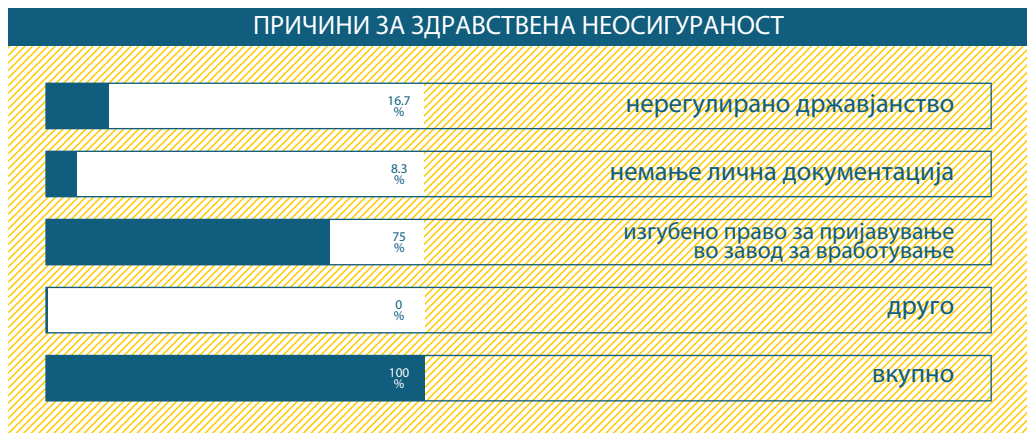 ПРИЧИНИ ЗА ЗДРАВСТВЕНА НЕОСИГУРАНОСТ
16.7
%
нерегулирано државјанство
8.3
%
немање лична документација
75
%
изгубено право за пријавување
во завод за вработување
0
%
друго
100
%
вкупно